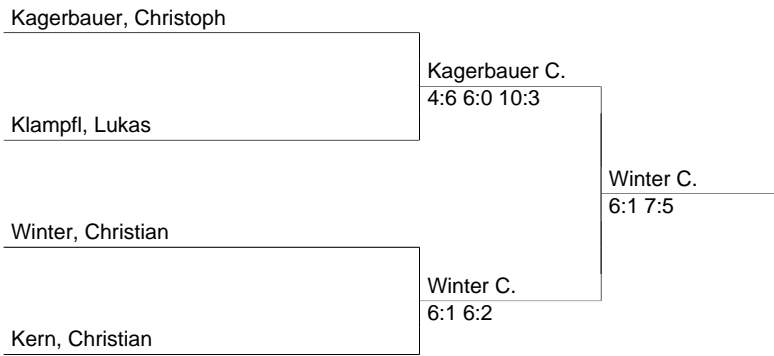 Kagerbauer, Christoph
Kagerbauer C.
4:6 6:0 10:3
Klampfl, Lukas
Winter C.
6:1 7:5
Winter, Christian
Winter C.
6:1 6:2
Kern, Christian